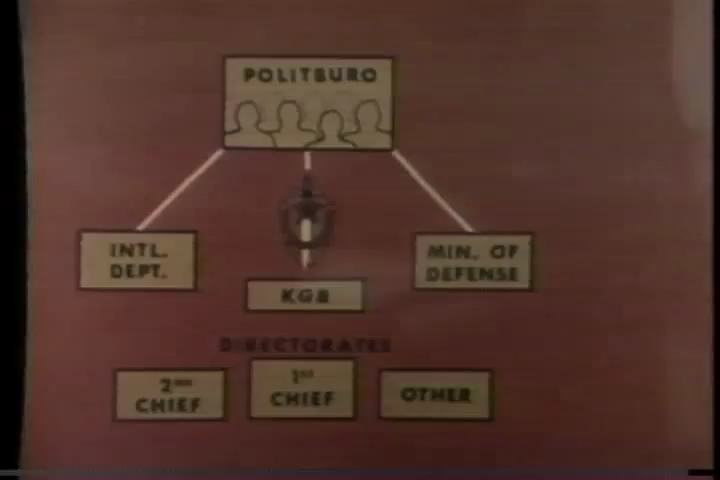 POLITBURO
INTL.
DEPT.
KGB
MIN. OF
DEFENSE
DIRECTORATES
2ND
CHIEF
1ST
CHIEF
OTHER